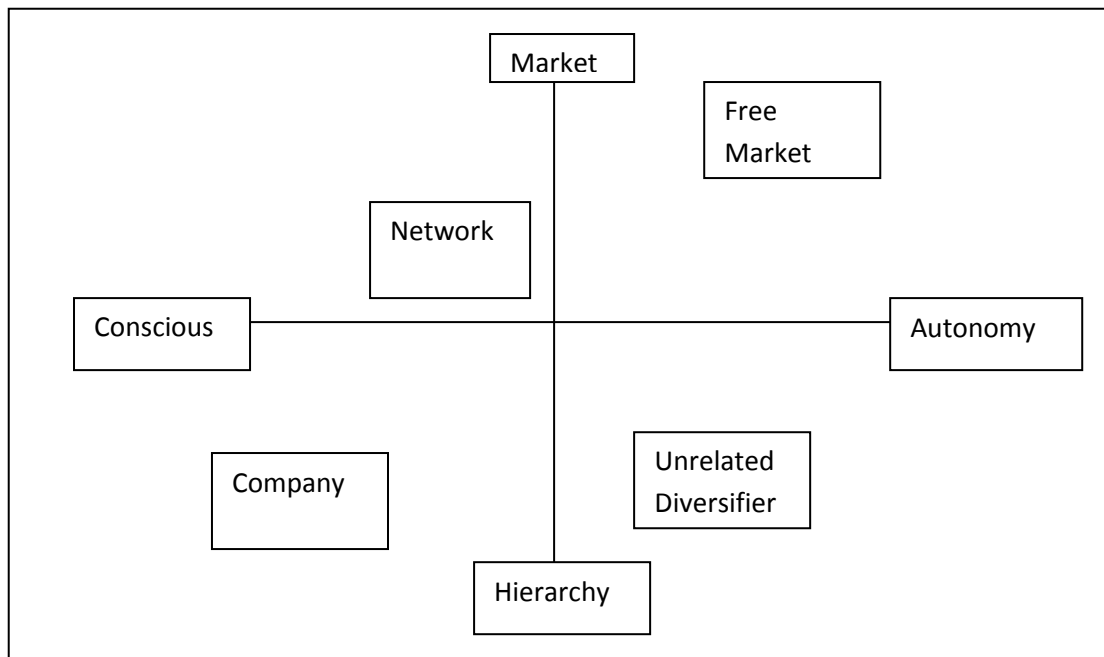 Market
Free
Market
Network
Conscious
Autonomy
Company
Unrelated
Diversifier
Hierarchy